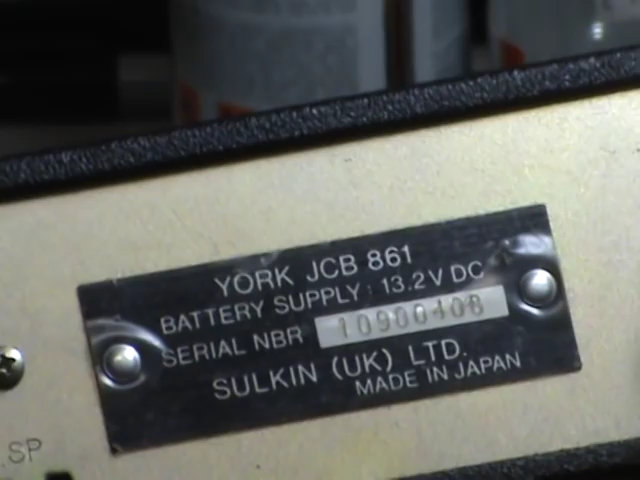 YORK JCB 861
BATTERY SUPPLY : 13.2V DC
SERIAL NBR 10900408
SULKIN (UK) LTD.
MADE IN JAPAN
.SP